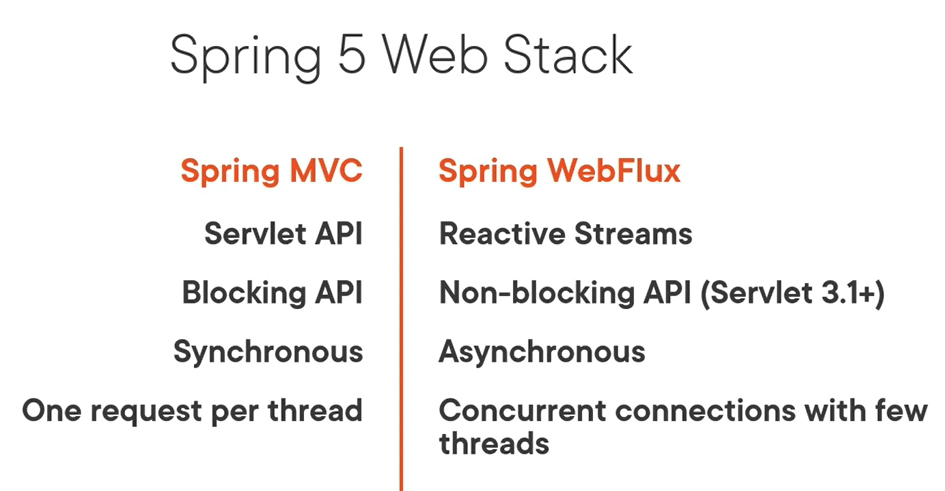 Spring 5 Web Stack
Spring MVC
Servlet API
Blocking API
Synchronous
One request per thread
Spring WebFlux
Reactive Streams
Non-blocking API (Servlet 3.1+)
Asynchronous
Concurrent connections with few
threads